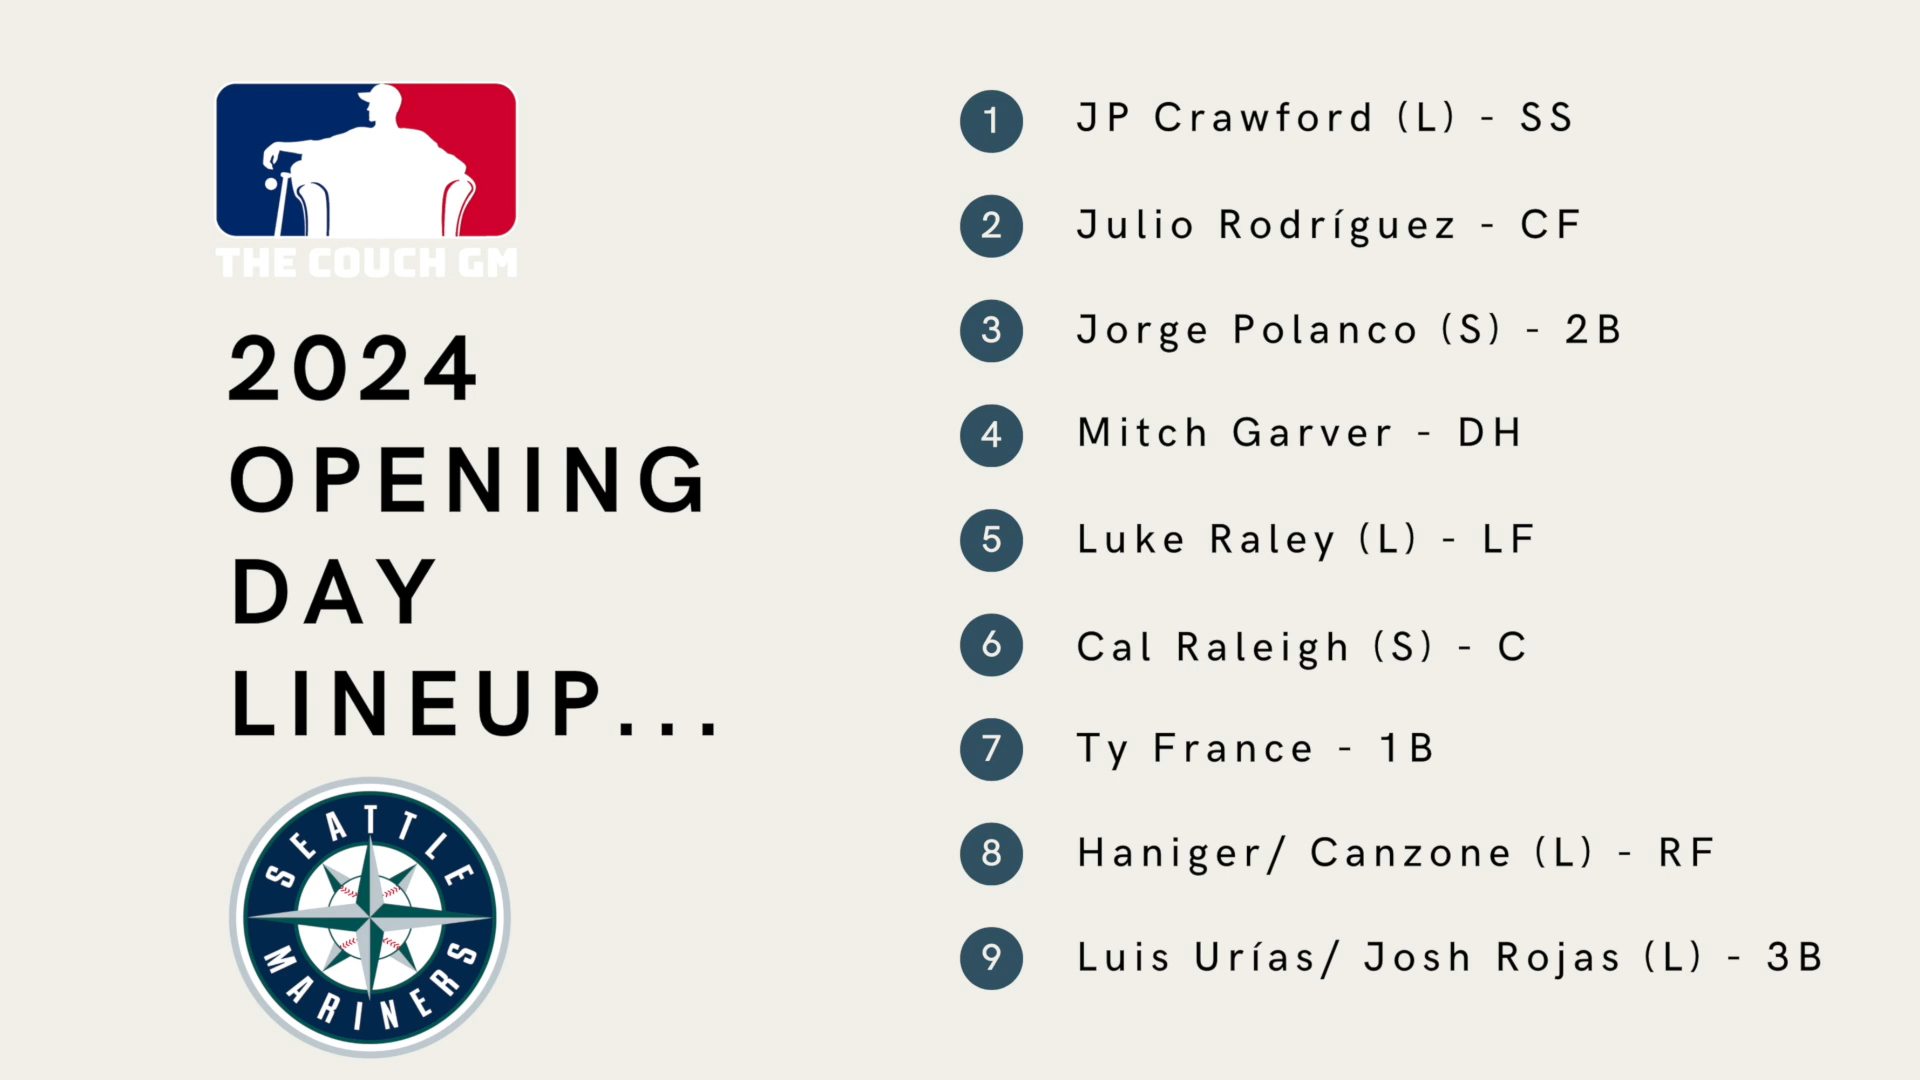 THE COUCH GM
2024
OPENING
DAY
LINEUP...
SEATTLE
MARINERS
1 JP Crawford (L) - SS
2 Julio Rodríguez - CF
3 Jorge Polanco (S) - 2B
4 Mitch Garver - DH
5 Luke Raley (L) - LF
6 Cal Raleigh (S) - C
7 Ty France - 1B
8 Haniger/ Canzone (L) - RF
9 Luis Urías/ Josh Rojas (L) - 3B